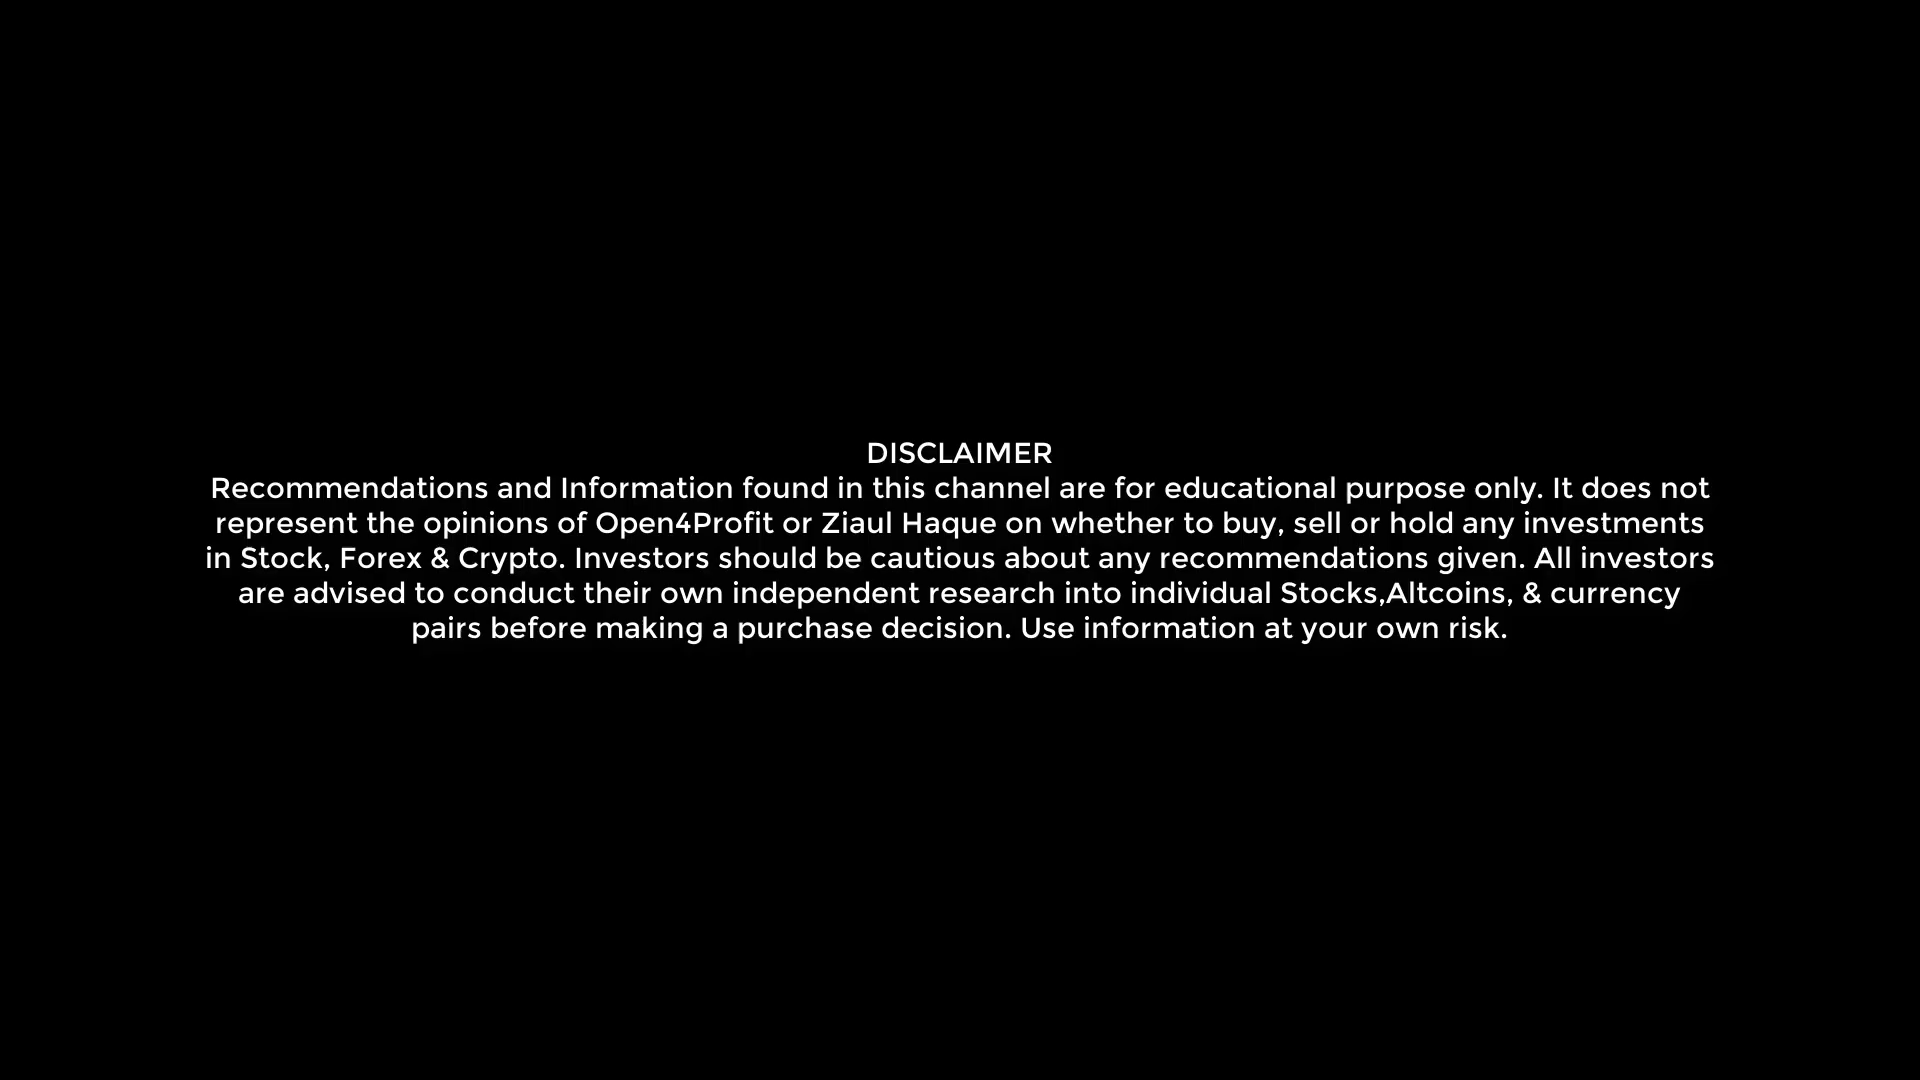 DISCLAIMER
Recommendations and Information found in this channel are for educational purpose only. It does not
represent the opinions of Open4Profit or Ziaul Haque on whether to buy, sell or hold any investments
in Stock, Forex & Crypto. Investors should be cautious about any recommendations given. All investors
are advised to conduct their own independent research into individual Stocks,Altcoins, & currency
pairs before making a purchase decision. Use information at your own risk.